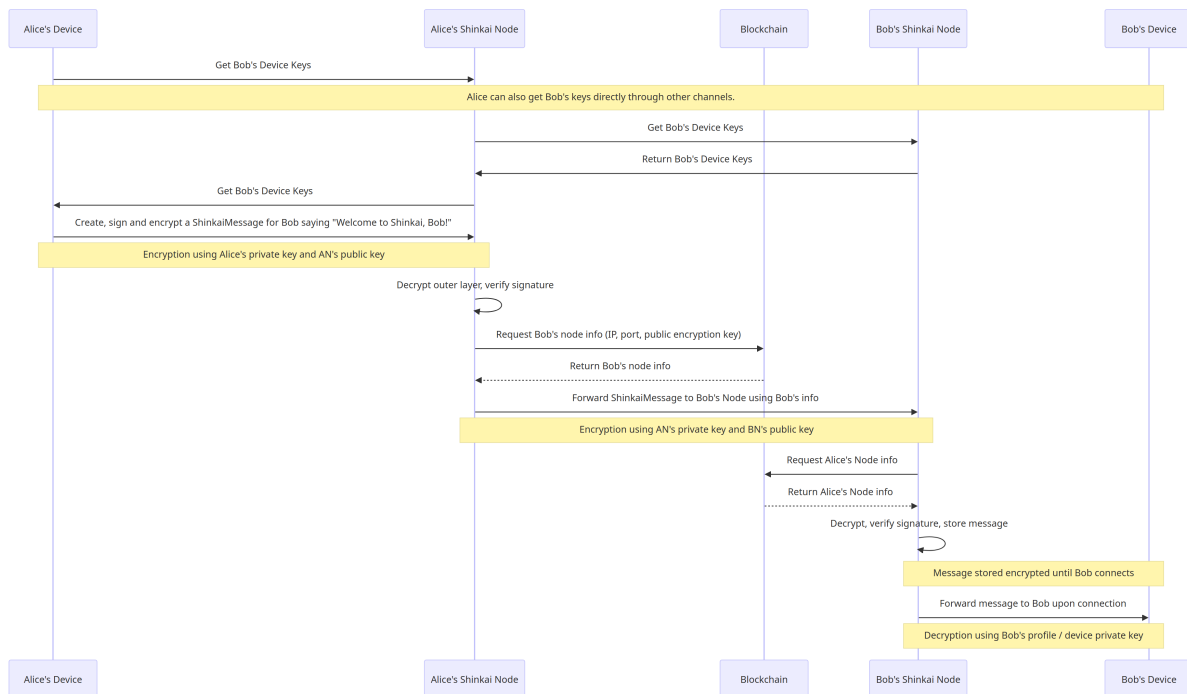 Alice's Device
Alice's Shinkai Node
Blockchain
Bob's Shinkai Node
Bob's Device
Get Bob's Device Keys
Alice can also get Bob's keys directly through other channels.
Get Bob's Device Keys
Return Bob's Device Keys
Get Bob's Device Keys
Create, sign and encrypt a ShinkaiMessage for Bob saying "Welcome to Shinkai, Bob!"
Encryption using Alice's private key and AN's public key
Decrypt outer layer, verify signature
Request Bob's node info (IP, port, public encryption key)
Return Bob's node info
Forward ShinkaiMessage to Bob's Node using Bob's info
Encryption using AN's private key and BN's public key
Request Alice's Node info
Return Alice's Node info
Decrypt, verify signature, store message
Message stored encrypted until Bob connects
Forward message to Bob upon connection
Decryption using Bob's profile / device private key
Alice's Device
Alice's Shinkai Node
Blockchain
Bob's Shinkai Node
Bob's Device